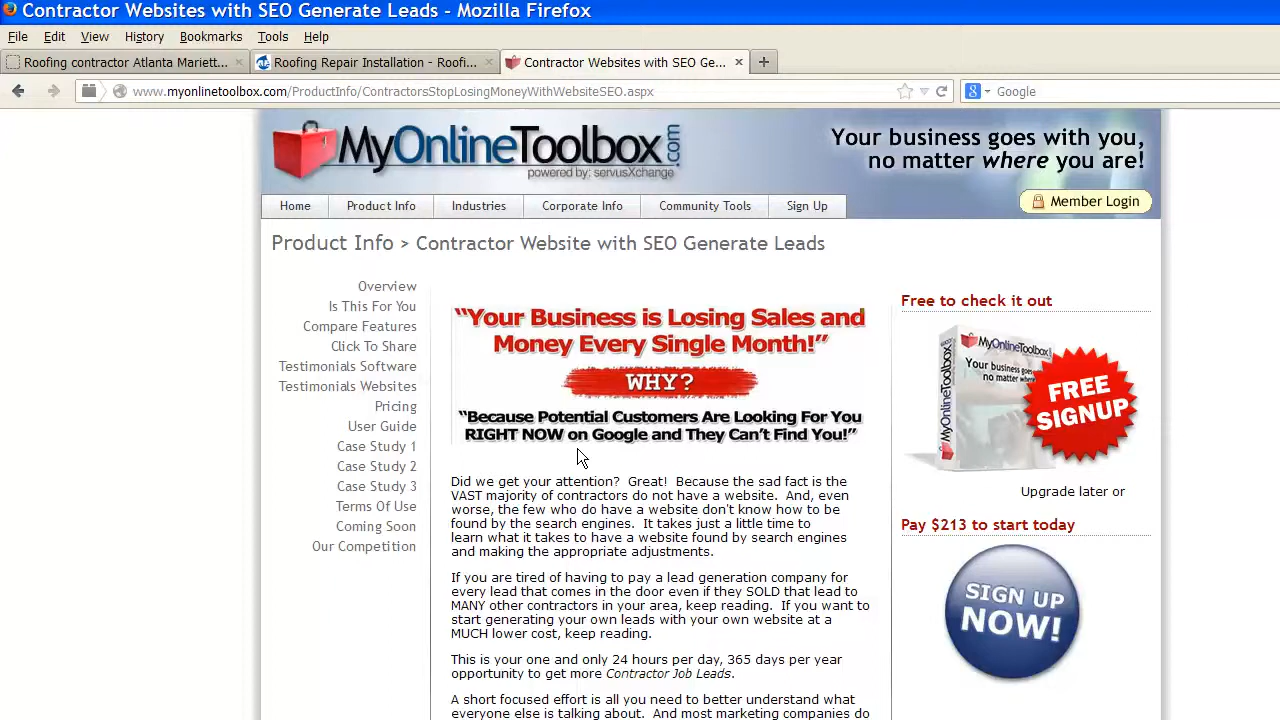 Contractor Websites with SEO Generate Leads - Mozilla Firefox
File Edit View History Bookmarks Tools Help
Roofing contractor Atlanta Mariett... × Roofing Repair Installation - Roofi... × Contractor Websites with SEO Ge... × +
www.myonlinetoolbox.com/ProductInfo/ContractorsStopLosingMoneyWithWebsiteSEO.aspx Google
MyOnlineToolbox.com
powered by; servusXchange
Your business goes with you,
no matter where you are!
Home Product Info Industries Corporate Info Community Tools Sign Up Member Login
Product Info > Contractor Website with SEO Generate Leads
Overview
Is This For You
Compare Features
Click To Share
Testimonials Software
Testimonials Websites
Pricing
User Guide
Case Study 1
Case Study 2
Case Study 3
Terms Of Use
Coming Soon
Our Competition
“Your Business is Losing Sales and
Money Every Single Month!”
WHY?
“Because Potential Customers Are Looking For You
RIGHT NOW on Google and They Can’t Find You!”
Did we get your attention? Great! Because the sad fact is the
VAST majority of contractors do not have a website. And, even
worse, the few who do have a website don't know how to be
found by the search engines. It takes just a little time to
learn what it takes to have a website found by search engines
and making the appropriate adjustments.
If you are tired of having to pay a lead generation company for
every lead that comes in the door even if they SOLD that lead to
MANY other contractors in your area, keep reading. If you want to
start generating your own leads with your own website at a
MUCH lower cost, keep reading.
This is your one and only 24 hours per day, 365 days per year
opportunity to get more Contractor Job Leads.
A short focused effort is all you need to better understand what
everyone else is talking about. And most marketing companies do
Free to check it out
MyOnlineToolbox
Your business goes
with you
MyOnlineToolbox
FREE
SIGNUP
Upgrade later or
Pay $213 to start today
SIGN UP
NOW!